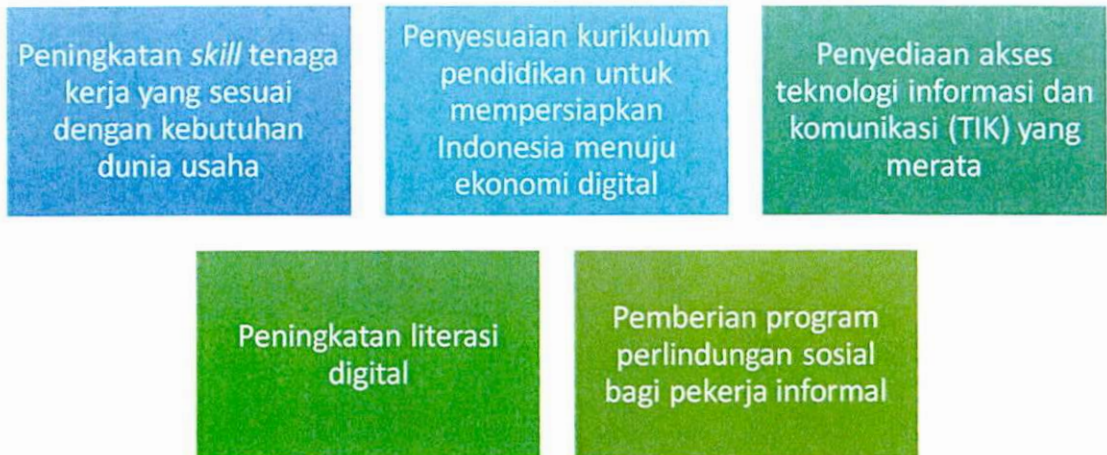 Peningkatan skill tenaga
kerja yang sesuai
dengan kebutuhan
dunia usaha
Penyesuaian kurikulum
pendidikan untuk
mempersiapkan
Indonesia menuju
ekonomi digital
Penyediaan akses
teknologi informasi dan
komunikasi (TIK) yang
merata
Peningkatan literasi
digital
Pemberian program
perlindungan sosial
bagi pekerja informal